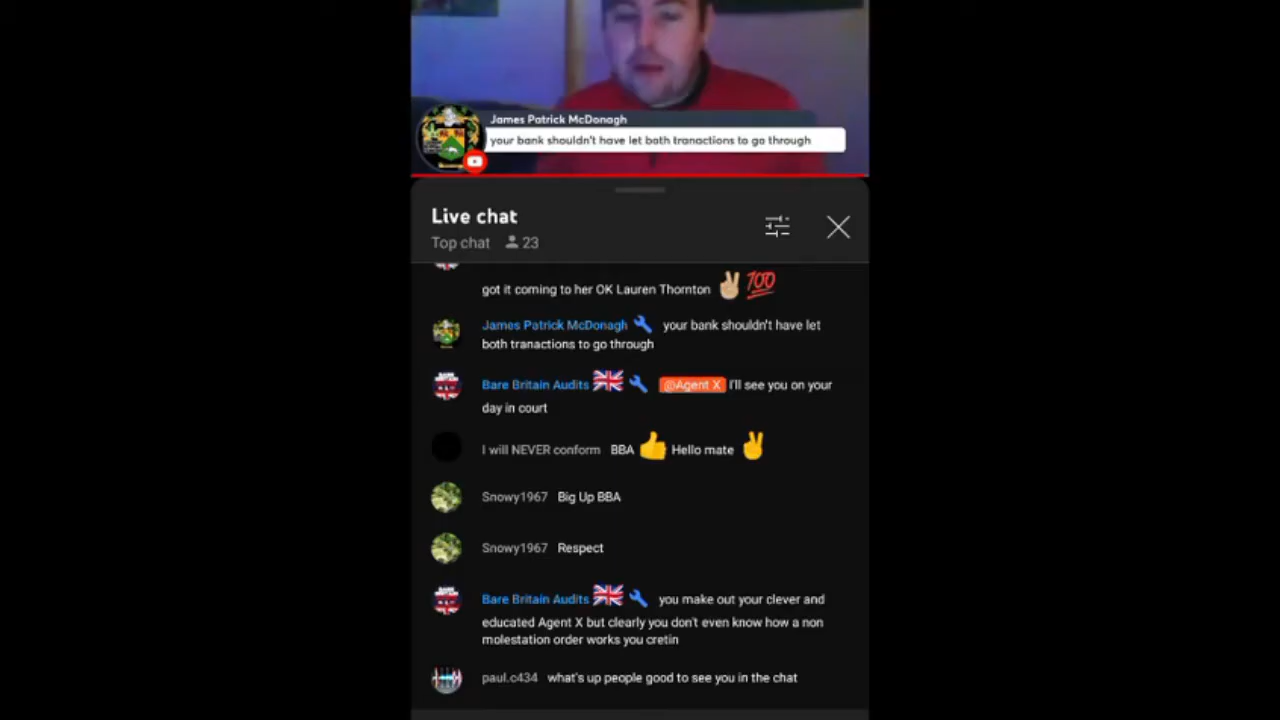 James Patrick McDonagh
your bank shouldn't have let both tranactions to go through
Live chat
Top chat 23
got it coming to her OK Lauren Thornton ✌🏼💯
James Patrick McDonagh your bank shouldn't have let
both tranactions to go through
Bare Britain Audits 🇬🇧 @Agent X I'll see you on your
day in court
I will NEVER conform BBA 👍 Hello mate ✌
Snowy1967 Big Up BBA
Snowy1967 Respect
Bare Britain Audits 🇬🇧 you make out your clever and
educated Agent X but clearly you don't even know how a non
molestation order works you cretin
paul.c434 what's up people good to see you in the chat